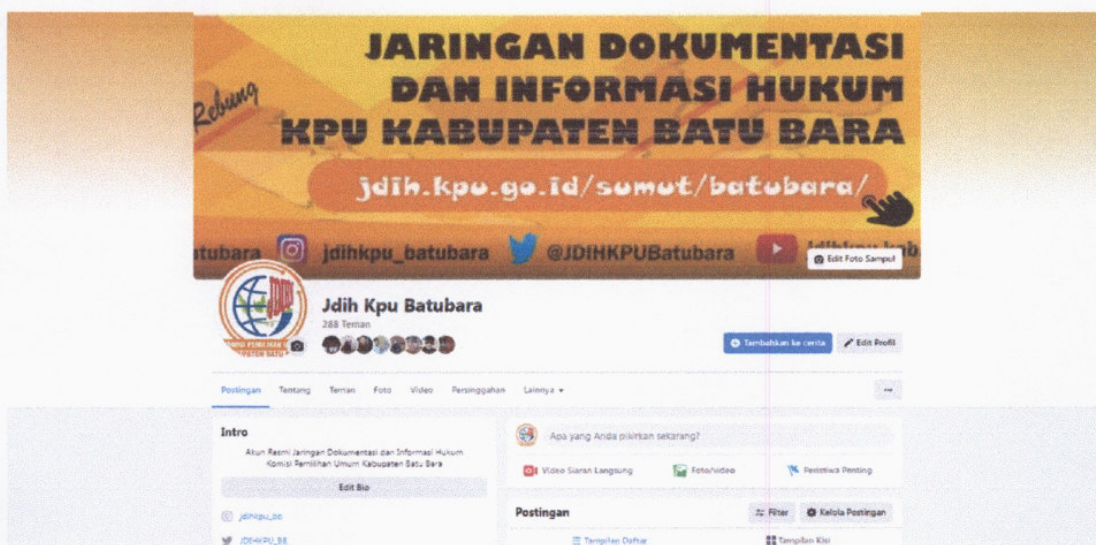 JARINGAN DOKUMENTASI
DAN INFORMASI HUKUM
KPU KABUPATEN BATU BARA
Rebung
jdih.kpu.go.id/sumut/batubara/
atubara jdihkpu_batubara @JDIHKPUBatubara
Edit Foto Sampul
Jdih Kpu Batubara
288 Teman
Tambahkan ke cerita Edit Profil
Postingan Tentang Teman Foto Video Persinggahan Lainnya
Intro
Akun Resmi Jaringan Dokumentasi dan Informasi Hukum
Komisi Pemilihan Umum Kabupaten Batu Bara
Edit Bio
jdihkpu_bb
JDIHKPU_BB
Apa yang Anda pikirkan sekarang?
Video Siaran Langsung Foto/video Peristiwa Penting
Postingan Filter Kelola Postingan
Tampilan Daftar Tampilan Kisi